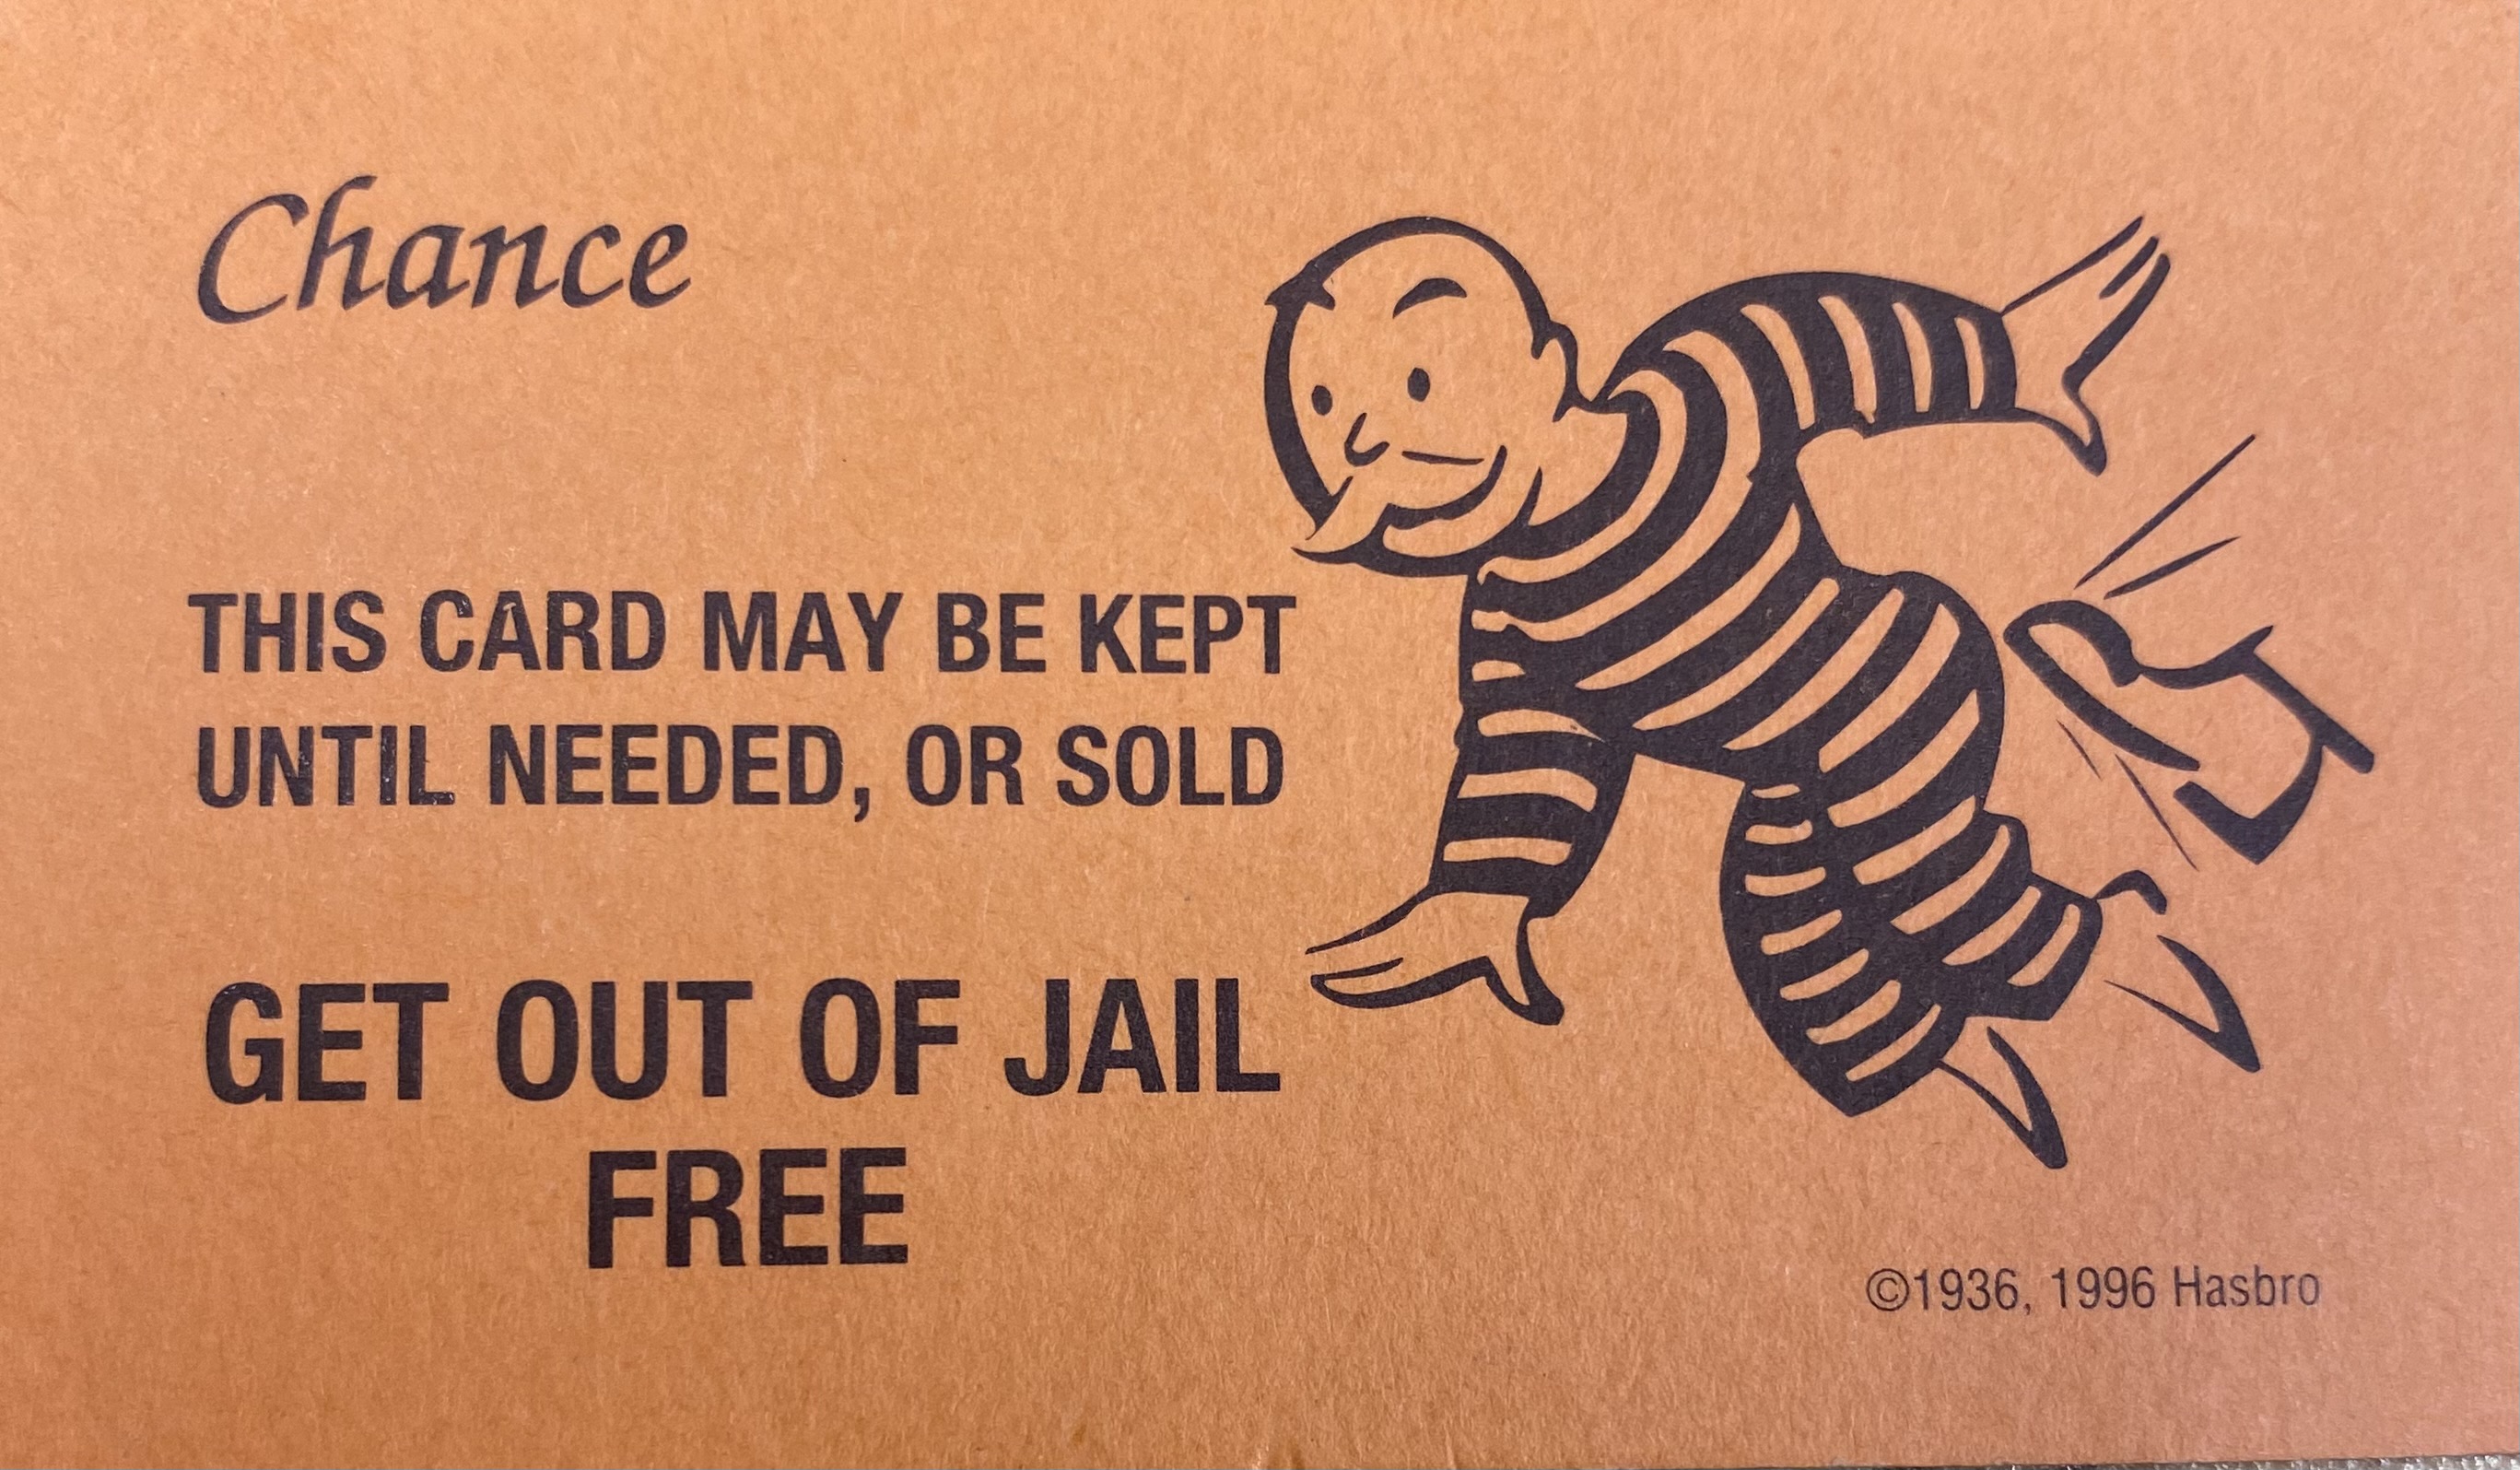 Chance
THIS CARD MAY BE KEPT
UNTIL NEEDED, OR SOLD
GET OUT OF JAIL
FREE
©1936, 1996 Hasbro